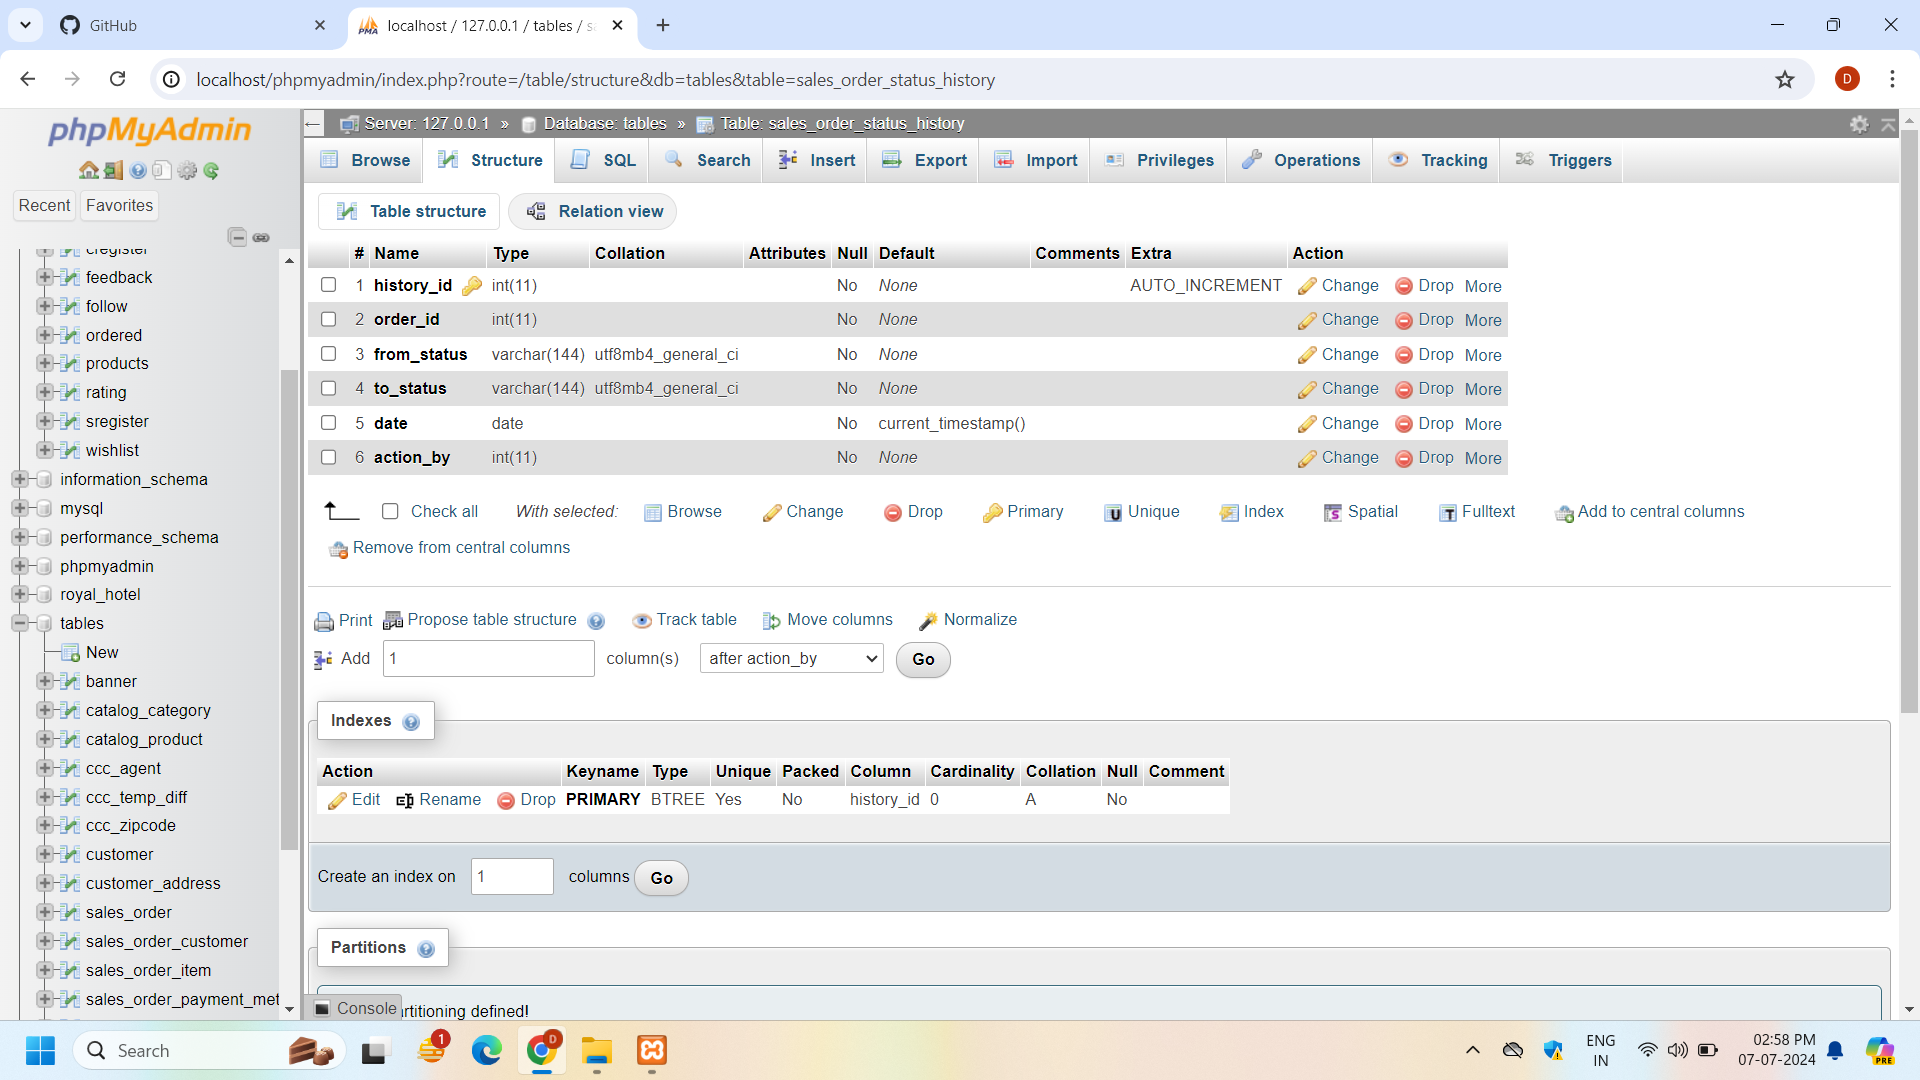 GitHub
localhost / 127.0.0.1 / tables / sa
localhost/phpmyadmin/index.php?route=/table/structure&db=tables&table=sales_order_status_history
D
phpMyAdmin
Recent Favorites
cregister
feedback
follow
ordered
products
rating
sregister
wishlist
information_schema
mysql
performance_schema
phpmyadmin
royal_hotel
tables
New
banner
catalog_category
catalog_product
ccc_agent
ccc_temp_diff
ccc_zipcode
customer
customer_address
sales_order
sales_order_customer
sales_order_item
sales_order_payment_met
Server: 127.0.0.1 » Database: tables » Table: sales_order_status_history
Browse Structure SQL Search Insert Export Import Privileges Operations Tracking Triggers
Table structure Relation view
# Name Type Collation Attributes Null Default Comments Extra Action
1 history_id int(11) No None AUTO_INCREMENT Change Drop More
2 order_id int(11) No None Change Drop More
3 from_status varchar(144) utf8mb4_general_ci No None Change Drop More
4 to_status varchar(144) utf8mb4_general_ci No None Change Drop More
5 date date No current_timestamp() Change Drop More
6 action_by int(11) No None Change Drop More
Check all With selected: Browse Change Drop Primary Unique Index Spatial Fulltext Add to central columns
Remove from central columns
Print Propose table structure Track table Move columns Normalize
Add 1 column(s) after action_by Go
Indexes
Action Keyname Type Unique Packed Column Cardinality Collation Null Comment
Edit Rename Drop PRIMARY BTREE Yes No history_id 0 A No
Create an index on 1 columns Go
Partitions
Console artitioning defined!
Search
1
D
ENG
IN
02:58 PM
07-07-2024
PRE